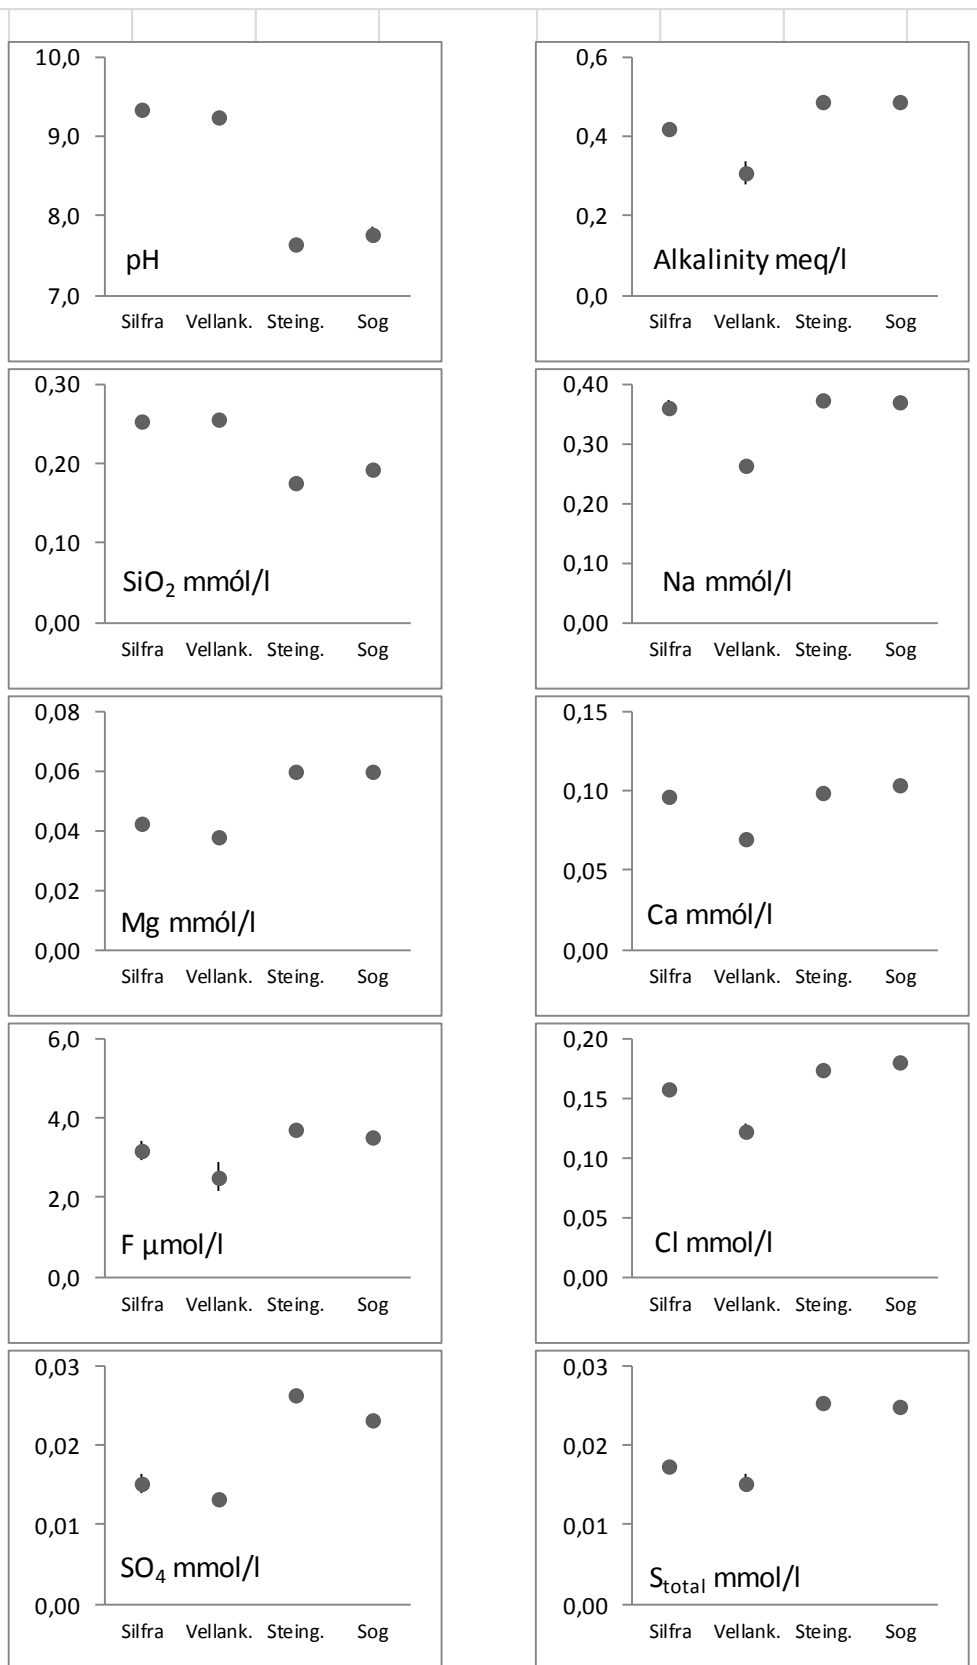 10,0
9,0
8,0
7,0
pH
Silfra Vellank. Steing. Sog
0,6
0,4
0,2
0,0
Alkalinity meq/l
Silfra Vellank. Steing. Sog
0,30
0,20
0,10
0,00
SiO₂ mmól/l
Silfra Vellank. Steing. Sog
0,40
0,30
0,20
0,10
0,00
Na mmól/l
Silfra Vellank. Steing. Sog
0,08
0,06
0,04
0,02
0,00
Mg mmól/l
Silfra Vellank. Steing. Sog
0,15
0,10
0,05
0,00
Ca mmól/l
Silfra Vellank. Steing. Sog
6,0
4,0
2,0
0,0
F µmol/l
Silfra Vellank. Steing. Sog
0,20
0,15
0,10
0,05
0,00
Cl mmol/l
Silfra Vellank. Steing. Sog
0,03
0,02
0,01
0,00
SO₄ mmol/l
Silfra Vellank. Steing. Sog
0,03
0,02
0,01
0,00
Stotal mmol/l
Silfra Vellank. Steing. Sog